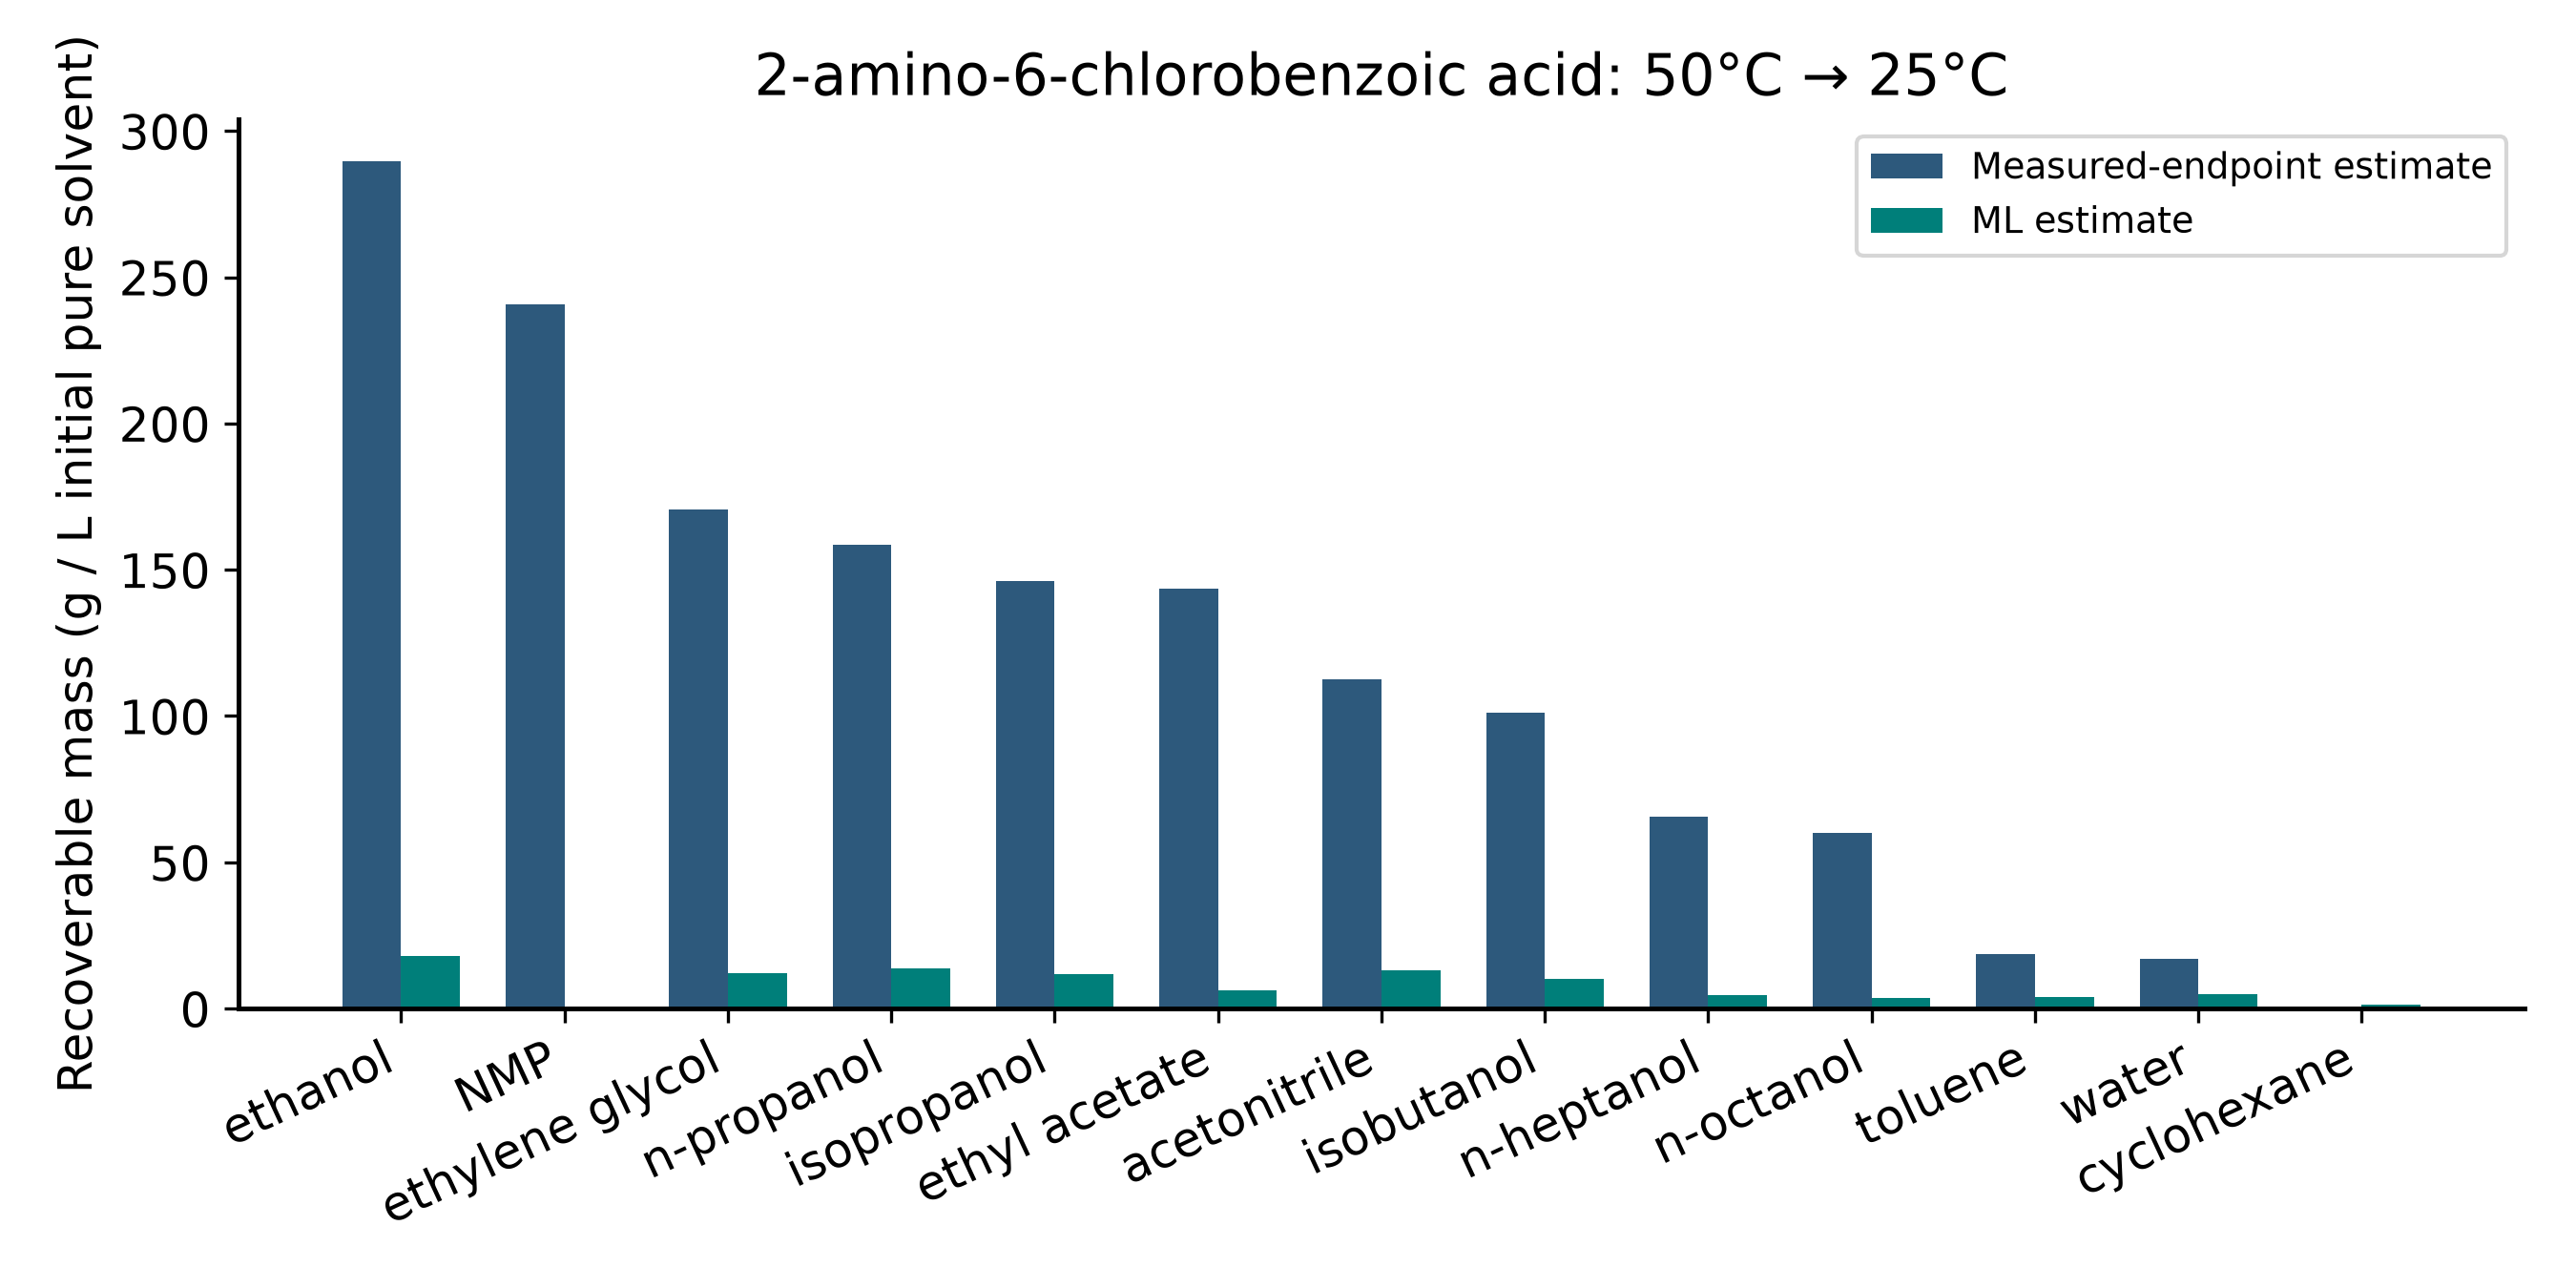 2-amino-6-chlorobenzoic acid: 50°C → 25°C
Recoverable mass (g / L initial pure solvent)
300
250
200
150
100
50
0
Measured-endpoint estimate
ML estimate
ethanol
NMP
ethylene glycol
n-propanol
isopropanol
ethyl acetate
acetonitrile
isobutanol
n-heptanol
n-octanol
toluene
water
cyclohexane